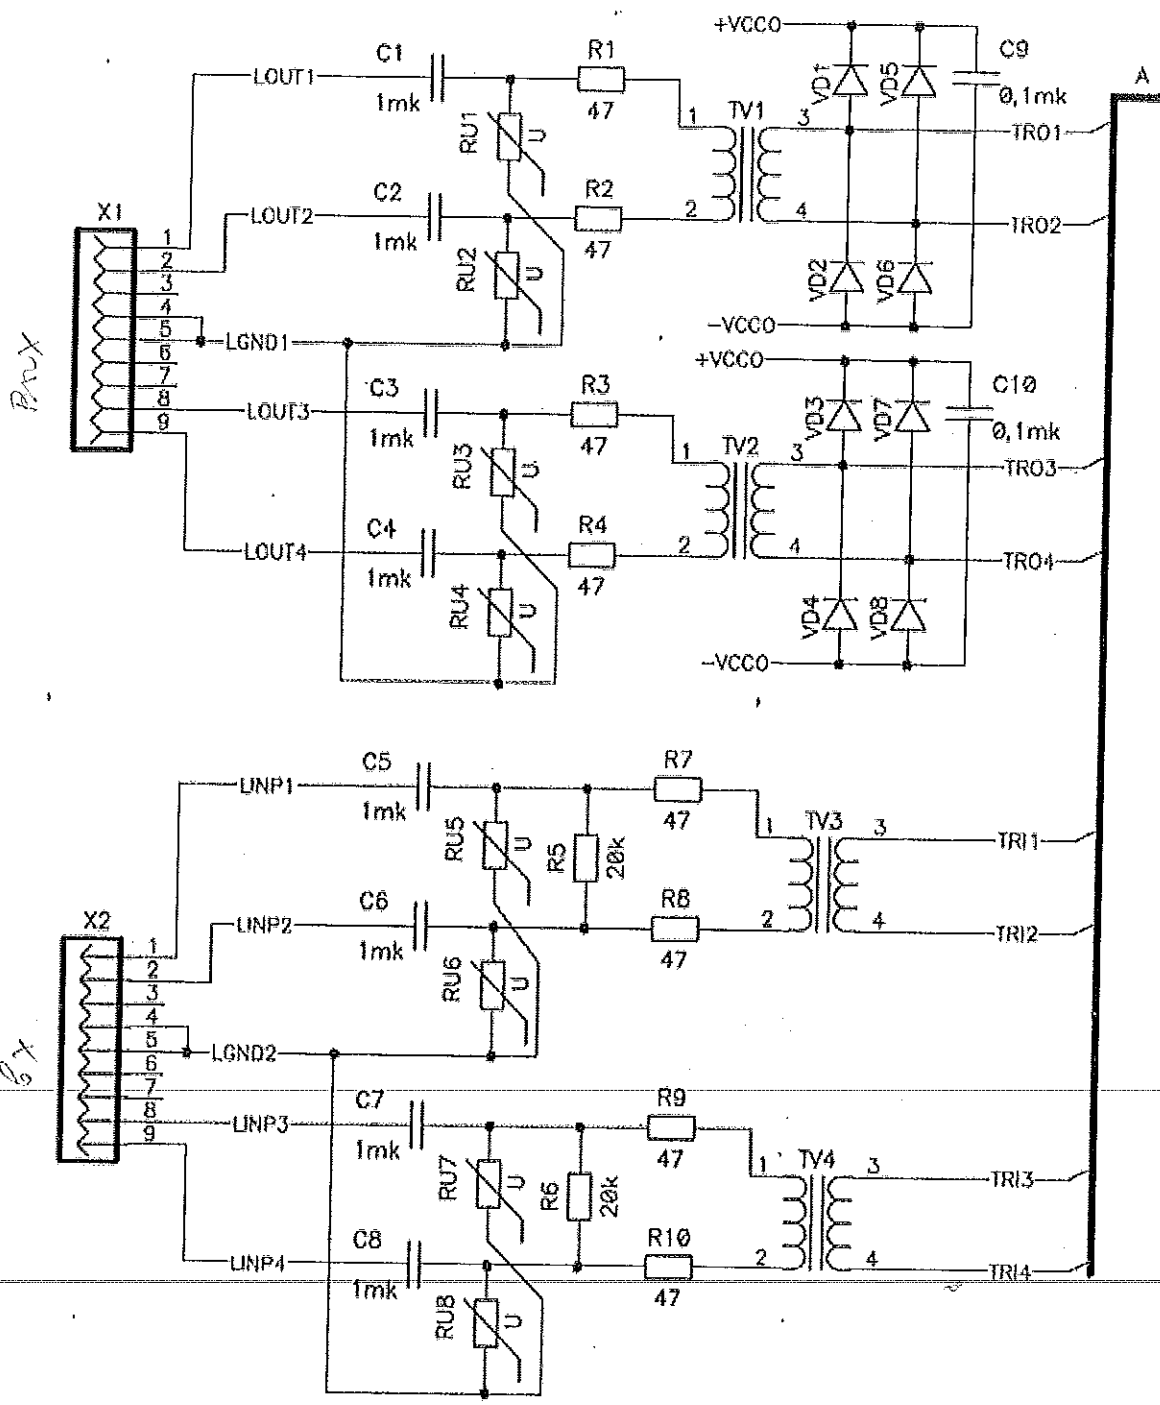 +VCCO
C1
R1
VD1
VD5
C9
LOUT1
1mk
47
0,1mk
A
RU1
U
1
TV1
3
TRO1
C2
R2
X1
LOUT2
1mk
47
2
4
TRO2
1
2
3
4
5
6
7
8
9
RU2
U
VD2
VD6
LGND1
-VCCO
+VCCO
C3
R3
VD3
VD7
C10
LOUT3
1mk
47
0,1mk
RU3
U
1
TV2
3
TRO3
C4
R4
LOUT4
1mk
47
2
4
TRO4
RU4
U
VD4
VD8
-VCCO
C5
R7
LINP1
1mk
47
RU5
U
R5
20k
1
TV3
3
TRI1
C6
R8
X2
LINP2
1mk
47
2
4
TRI2
1
2
3
4
5
6
7
8
9
RU6
U
LGND2
вх
C7
R9
LINP3
1mk
47
RU7
U
R6
20k
1
TV4
3
TRI3
C8
R10
LINP4
1mk
47
2
4
TRI4
RU8
U